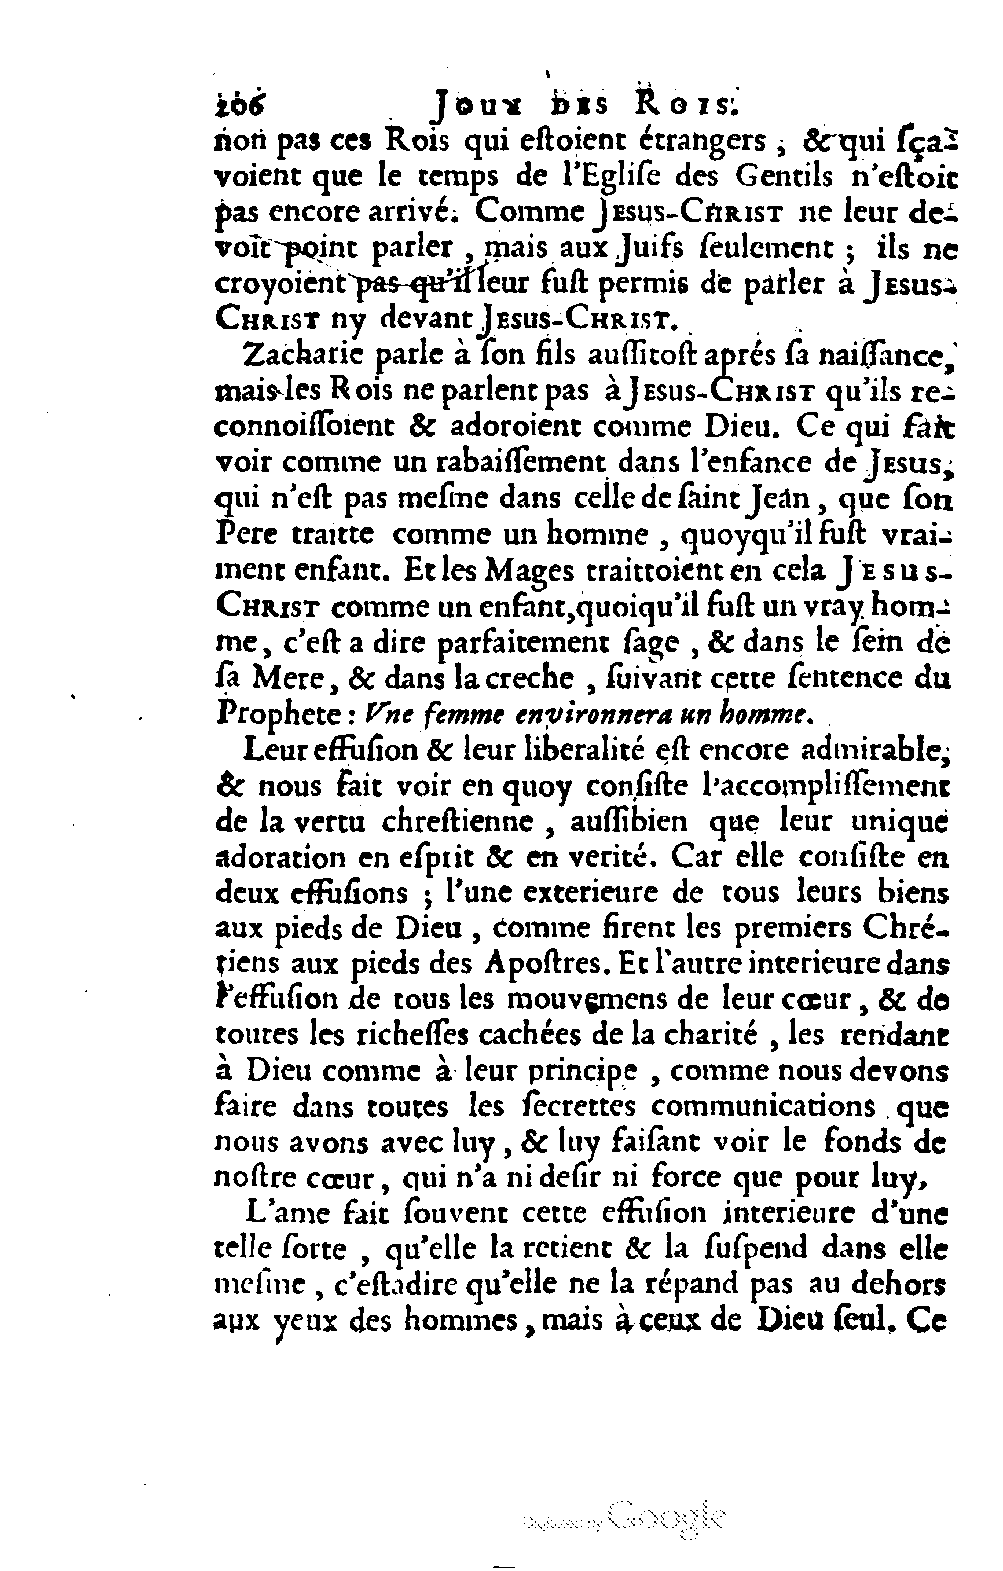 106 JOUR DES ROIS.
non pas ces Rois qui eſtoient étrangers ; & qui ſça-
voient que le temps de l'Egliſe des Gentils n'eſtoit
pas encore arrivé. Comme JESUS-CHRIST ne leur de-
voit point parler , mais aux Juifs ſeulement ; ils ne
croyoient pas qu'il leur fuſt permis de parler à JESUS-
CHRIST ny devant JESUS-CHRIST.
Zacharie parle à ſon fils auſſitoſt aprés ſa naiſſance,
mais les Rois ne parlent pas à JESUS-CHRIST qu'ils re-
connoiſſoient & adoroient comme Dieu. Ce qui fait
voir comme un rabaiſſement dans l'enfance de JESUS,
qui n'eſt pas meſme dans celle de ſaint Jean , que ſon
Pere traitte comme un homme , quoyqu'il fuſt vrai-
ment enfant. Et les Mages traittoient en cela JESUS-
CHRIST comme un enfant,quoiqu'il fuſt un vray hom-
me, c'eſt a dire parfaitement ſage , & dans le ſein de
ſa Mere, & dans la creche , ſuivant cette ſentence du
Prophete : Vne femme environnera un homme.
Leur effuſion & leur liberalité eſt encore admirable,
& nous fait voir en quoy conſiſte l'accompliſſement
de la vertu chreſtienne , auſſibien que leur unique
adoration en eſprit & en verité. Car elle conſiſte en
deux effuſions ; l'une exterieure de tous leurs biens
aux pieds de Dieu , comme firent les premiers Chré-
tiens aux pieds des Apoſtres. Et l'autre interieure dans
l'effuſion de tous les mouvemens de leur cœur , & de
toutes les richeſſes cachées de la charité , les rendant
à Dieu comme à leur principe , comme nous devons
faire dans toutes les ſecrettes communications que
nous avons avec luy , & luy faiſant voir le fonds de
noſtre cœur , qui n'a ni deſir ni force que pour luy.
L'ame fait ſouvent cette effuſion interieure d'une
telle ſorte , qu'elle la retient & la ſuſpend dans elle
meſme , c'eſtadire qu'elle ne la répand pas au dehors
aux yeux des hommes , mais à ceux de Dieu ſeul. Ce
Digitized by Google